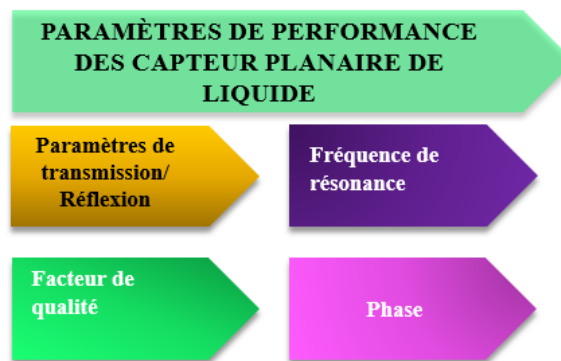 PARAMÈTRES DE PERFORMANCE
DES CAPTEUR PLANAIRE DE
LIQUIDE
Paramètres de
transmission/
Réflexion
Fréquence de
résonance
Facteur de
qualité
Phase